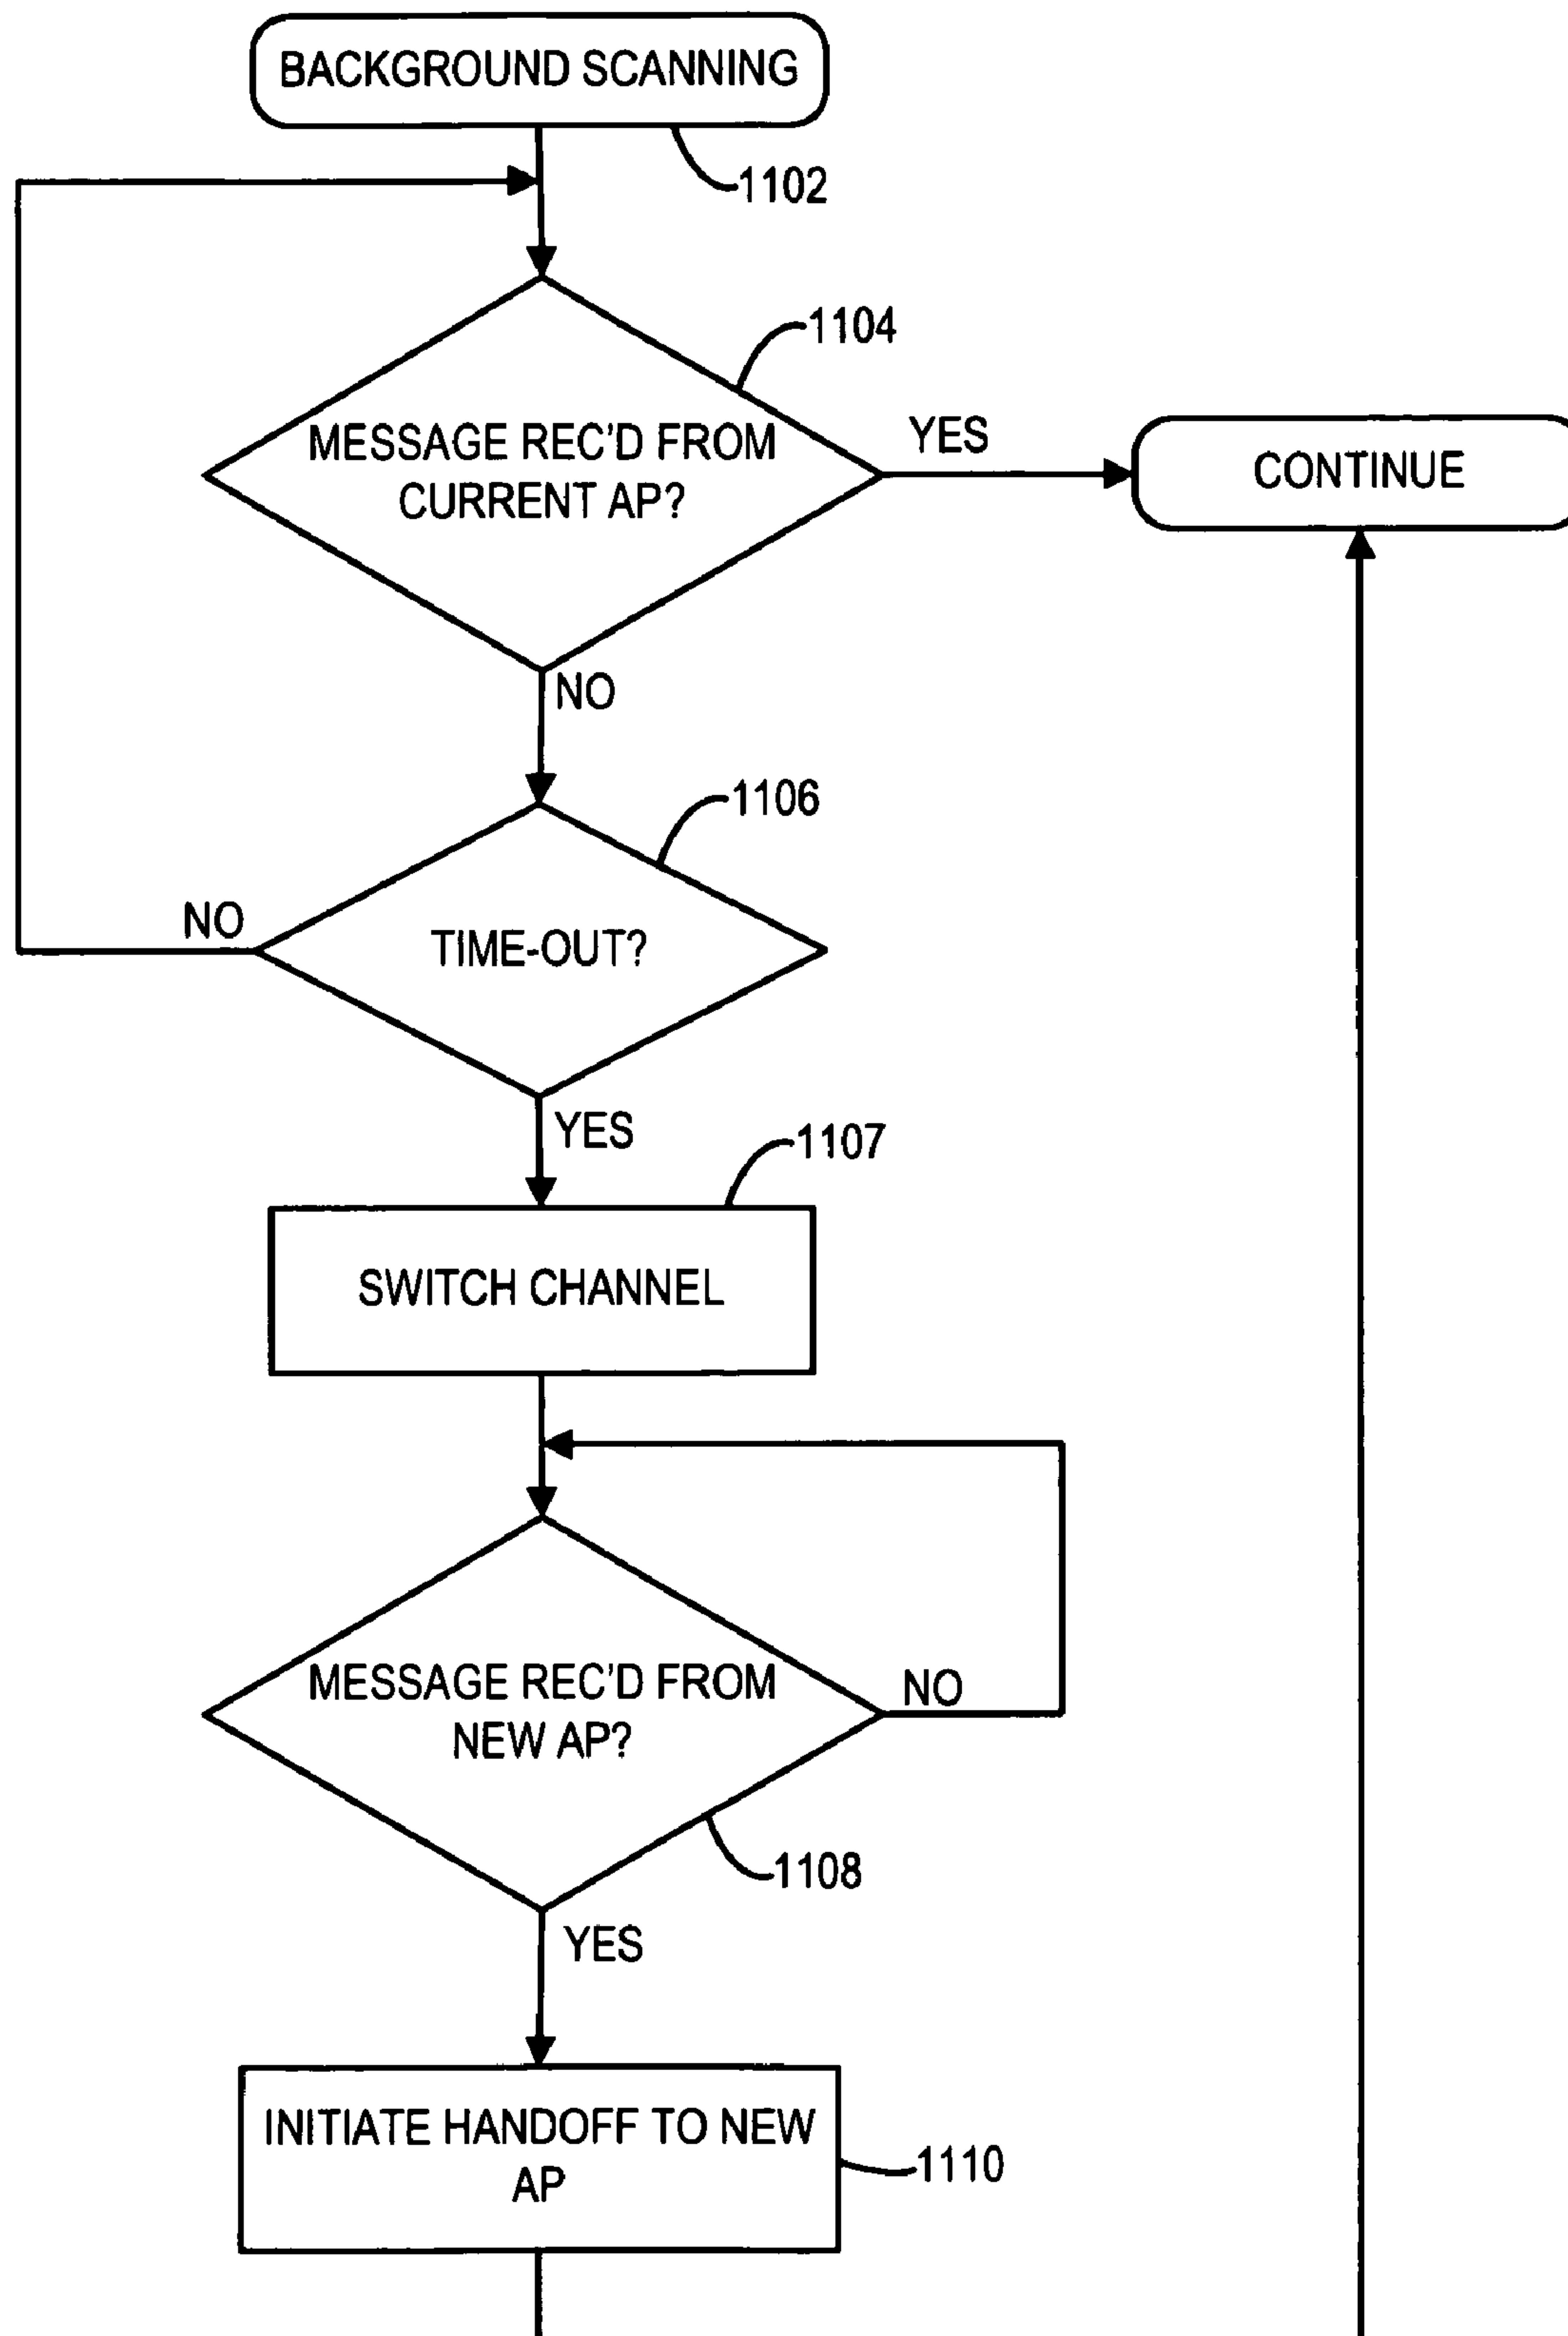 BACKGROUND SCANNING
1102
1104
MESSAGE REC'D FROM
CURRENT AP?
YES
CONTINUE
NO
1106
TIME-OUT?
NO
YES
1107
SWITCH CHANNEL
MESSAGE REC'D FROM
NEW AP?
NO
1108
YES
INITIATE HANDOFF TO NEW
AP
1110